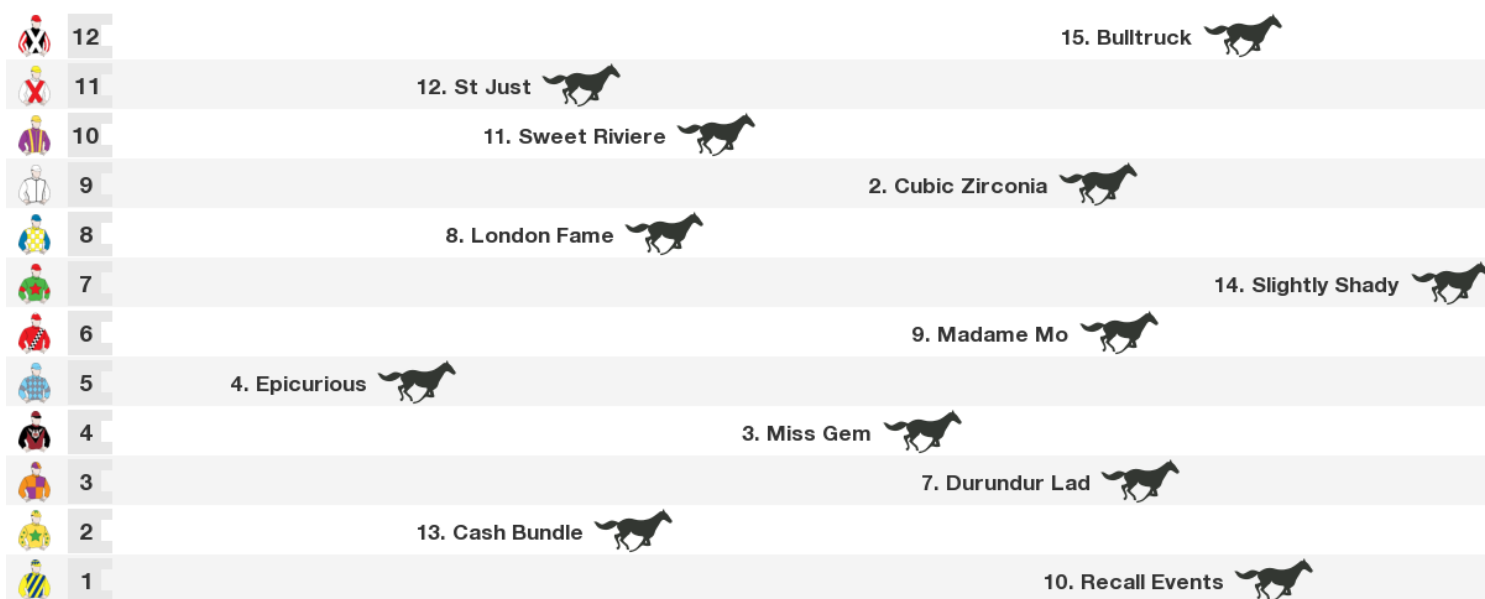 12 15. Bulltruck
11 12. St Just
10 11. Sweet Riviere
9 2. Cubic Zirconia
8 8. London Fame
7 14. Slightly Shady
6 9. Madame Mo
5 4. Epicurious
4 3. Miss Gem
3 7. Durundur Lad
2 13. Cash Bundle
1 10. Recall Events